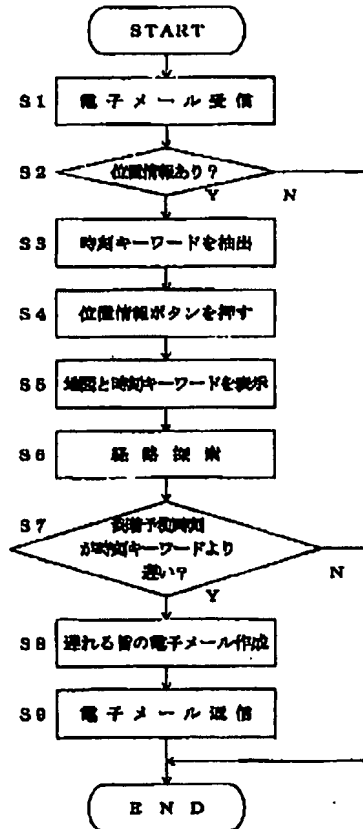 START
S1 電子メール受信
S2 位置情報あり?
Y N
S3 時刻キーワードを抽出
S4 位置情報ボタンを押す
S5 地図と時刻キーワードを表示
S6 経路探索
S7 到着予想時刻
が時刻キーワードより
遅い?
N
Y
S8 遅れる旨の電子メール作成
S9 電子メール返信
END